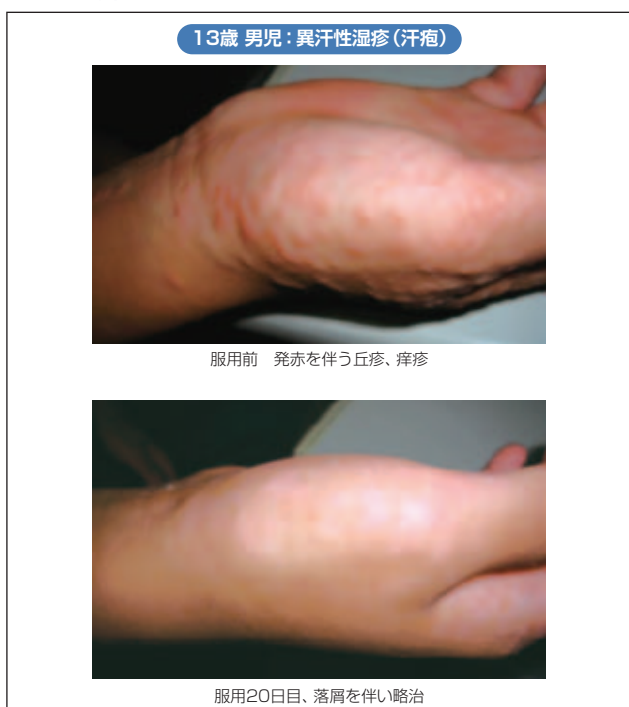 13歳 男児：異汗性湿疹（汗疱）
服用前　発赤を伴う丘疹、痒疹
服用20日目、落屑を伴い略治